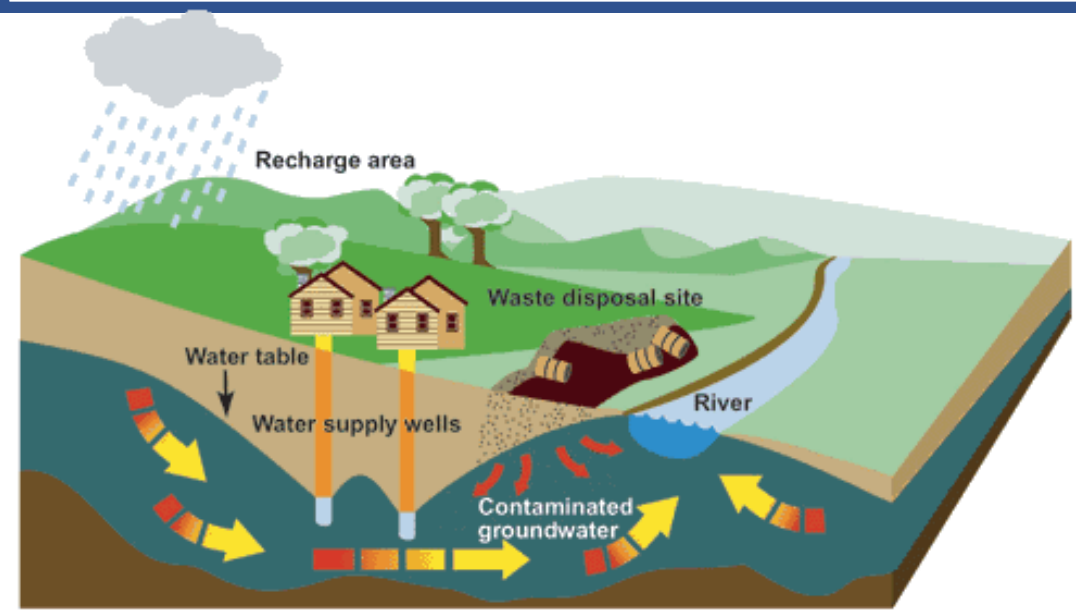 Recharge area
Waste disposal site
Water table
River
Water supply wells
Contaminated
groundwater